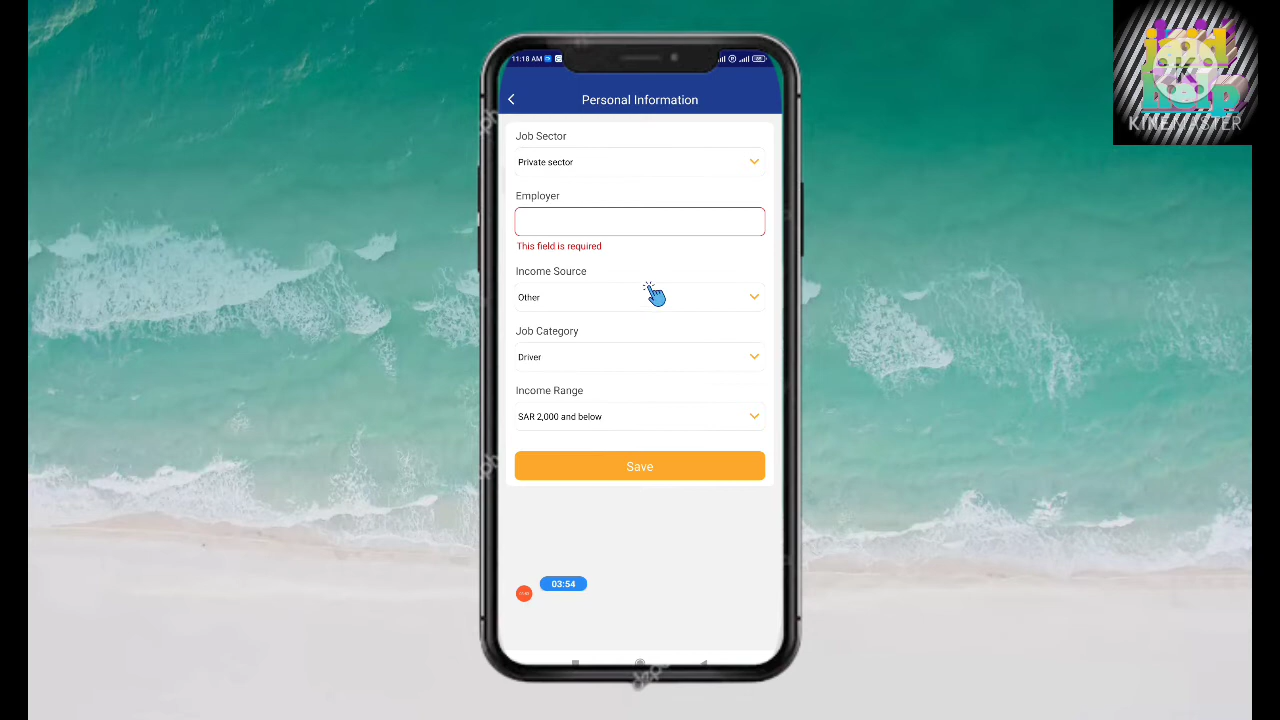 11:18 AM
Personal Information
Job Sector
Private sector
Employer
This field is required
Income Source
Other
Job Category
Driver
Income Range
SAR 2,000 and below
Save
03:54
help
KINEMASTER